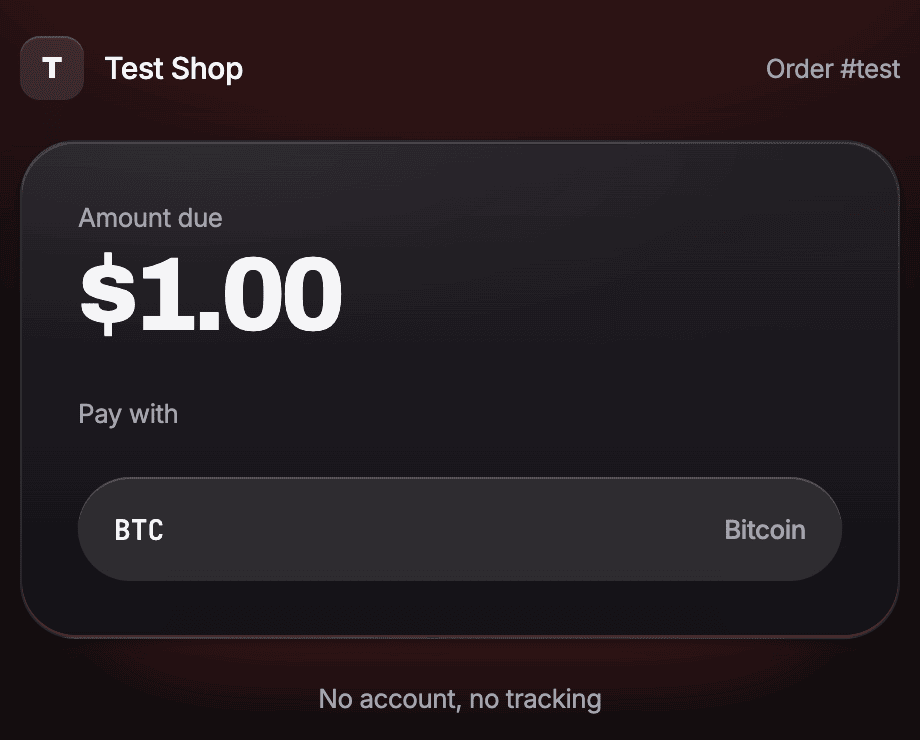 T
Test Shop
Order #test
Amount due
$1.00
Pay with
BTC
Bitcoin
No account, no tracking